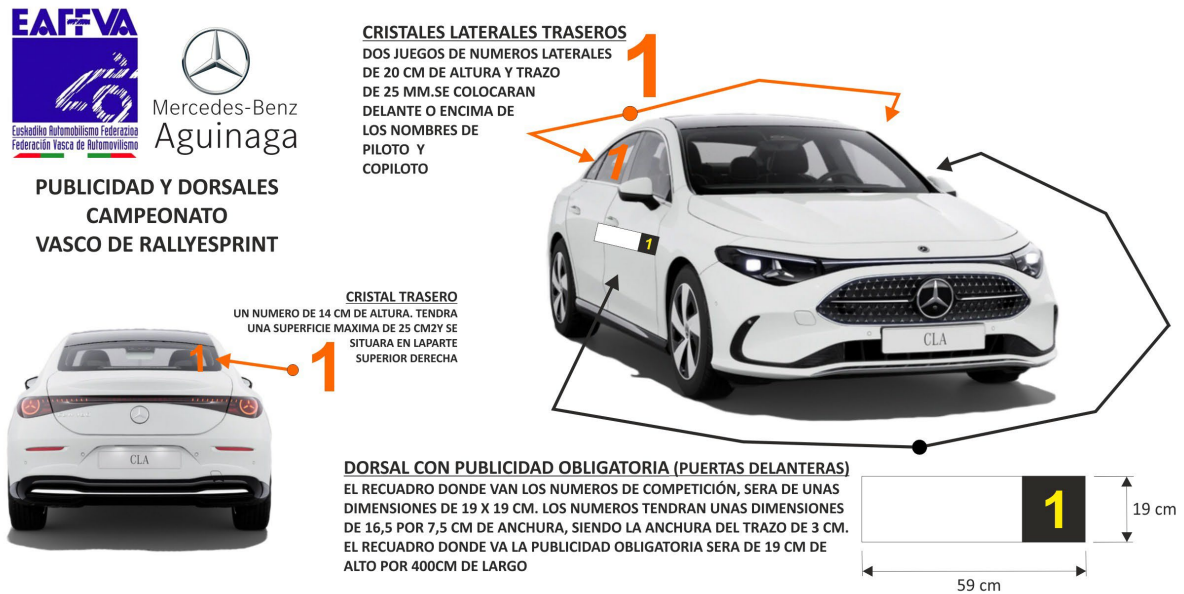 EAFFVA
Euskadiko Automobilismo Federazioa
Federación Vasca de Automovilismo
Mercedes-Benz
Aguinaga
PUBLICIDAD Y DORSALES
CAMPEONATO
VASCO DE RALLYESPRINT
CRISTALES LATERALES TRASEROS
DOS JUEGOS DE NUMEROS LATERALES
DE 20 CM DE ALTURA Y TRAZO
DE 25 MM.SE COLOCARAN
DELANTE O ENCIMA DE
LOS NOMBRES DE
PILOTO Y
COPILOTO
1
1
1
CLA
CRISTAL TRASERO
UN NUMERO DE 14 CM DE ALTURA. TENDRA
UNA SUPERFICIE MAXIMA DE 25 CM2Y SE
SITUARA EN LAPARTE
SUPERIOR DERECHA
1
1
CLA
DORSAL CON PUBLICIDAD OBLIGATORIA (PUERTAS DELANTERAS)
EL RECUADRO DONDE VAN LOS NUMEROS DE COMPETICIÓN, SERA DE UNAS
DIMENSIONES DE 19 X 19 CM. LOS NUMEROS TENDRAN UNAS DIMENSIONES
DE 16,5 POR 7,5 CM DE ANCHURA, SIENDO LA ANCHURA DEL TRAZO DE 3 CM.
EL RECUADRO DONDE VA LA PUBLICIDAD OBLIGATORIA SERA DE 19 CM DE
ALTO POR 400CM DE LARGO
1
19 cm
59 cm